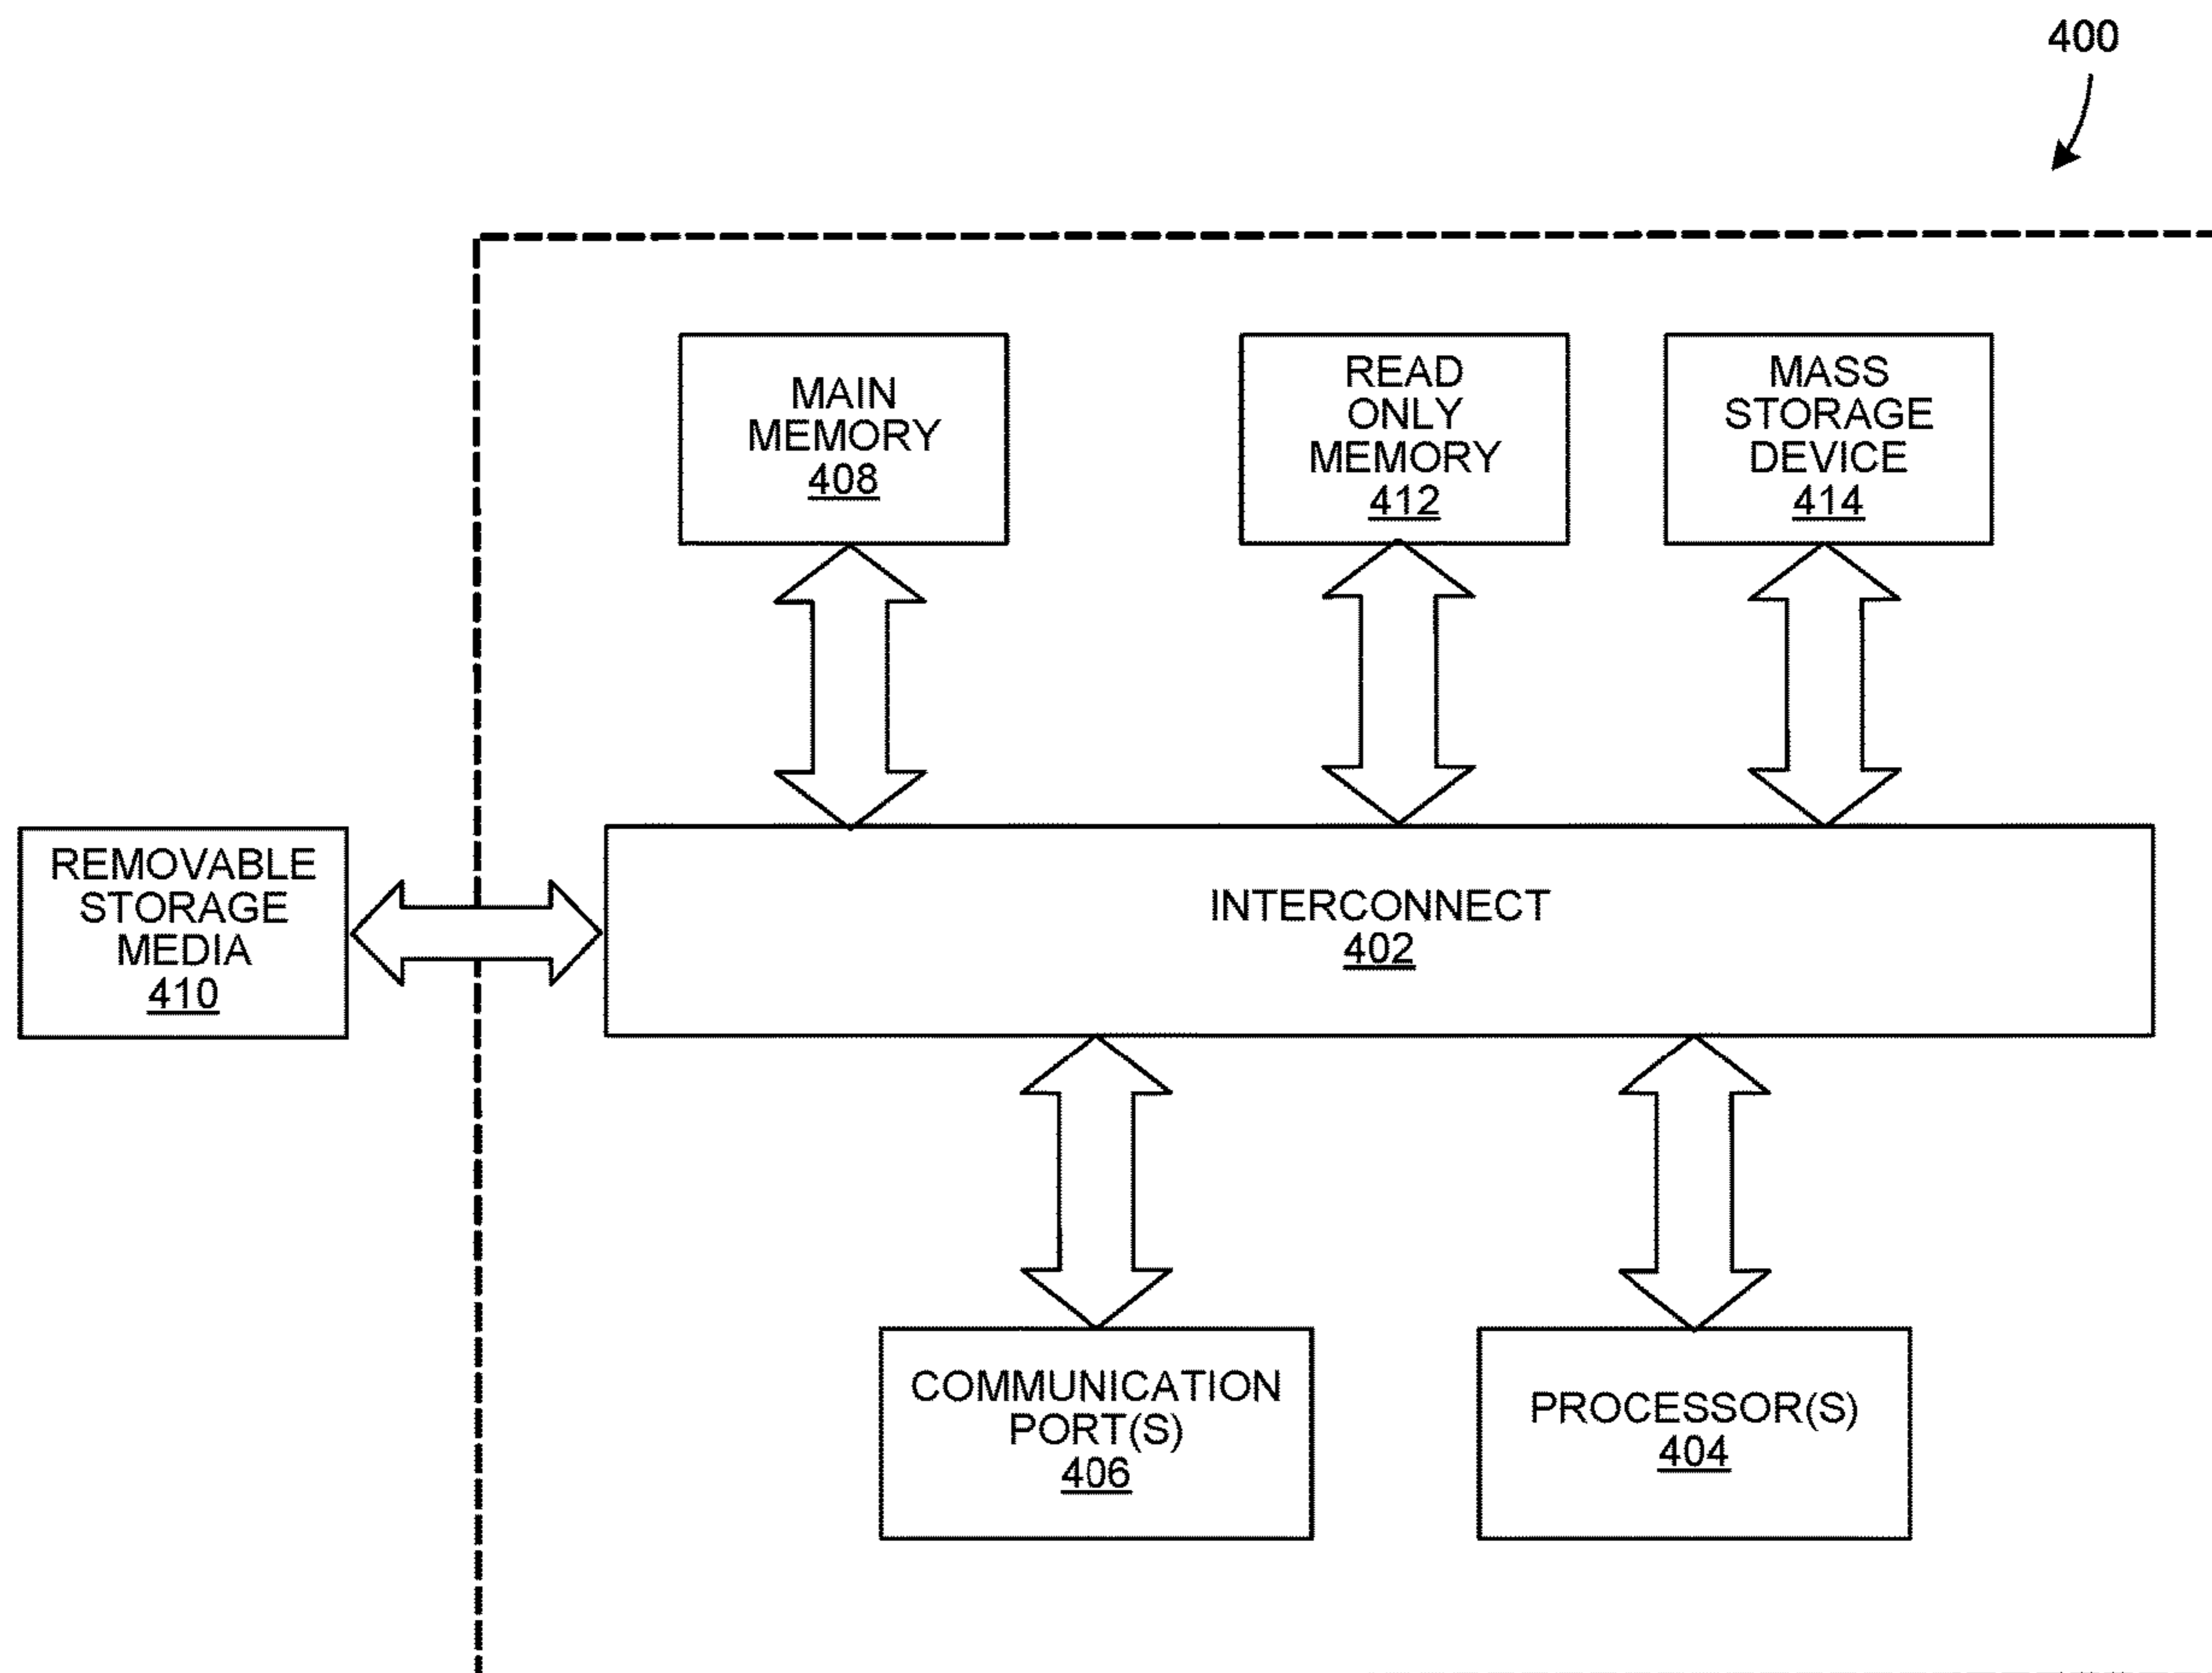 400
MAIN
MEMORY
408
READ
ONLY
MEMORY
412
MASS
STORAGE
DEVICE
414
REMOVABLE
STORAGE
MEDIA
410
INTERCONNECT
402
COMMUNICATION
PORT(S)
406
PROCESSOR(S)
404